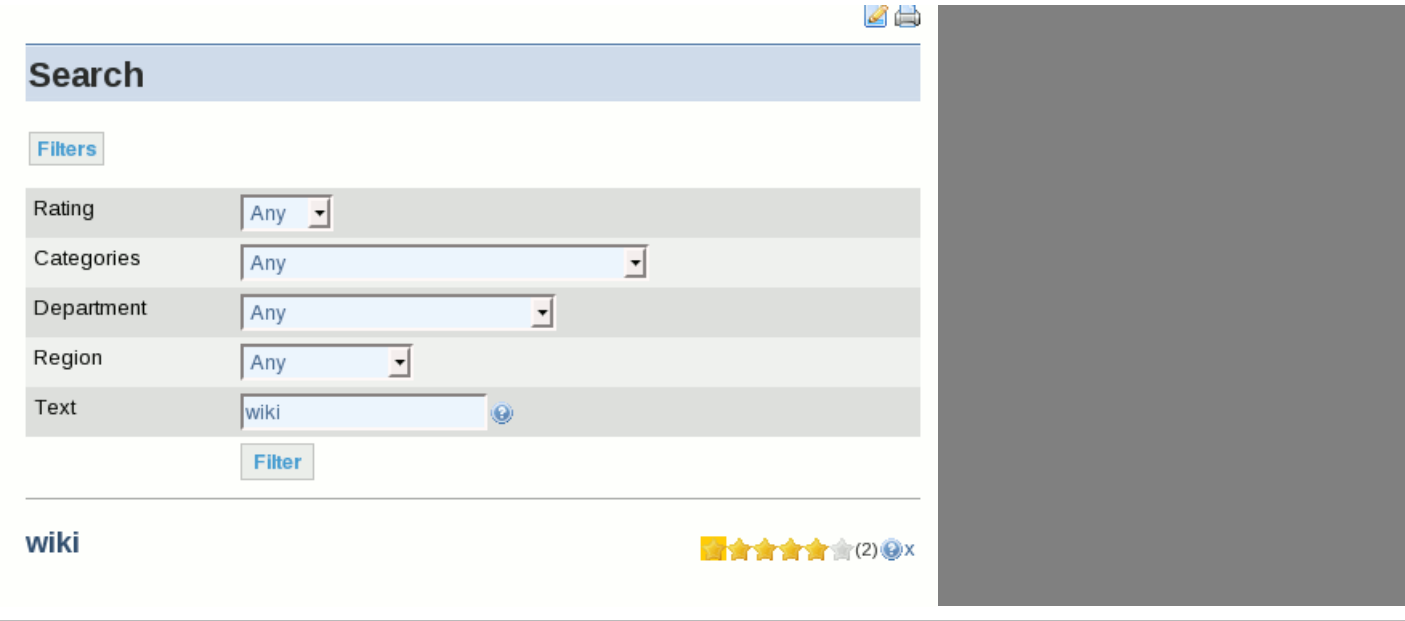 Search
Filters
Rating Any
Categories Any
Department Any
Region Any
Text wiki ?
Filter
wiki (2) ? x